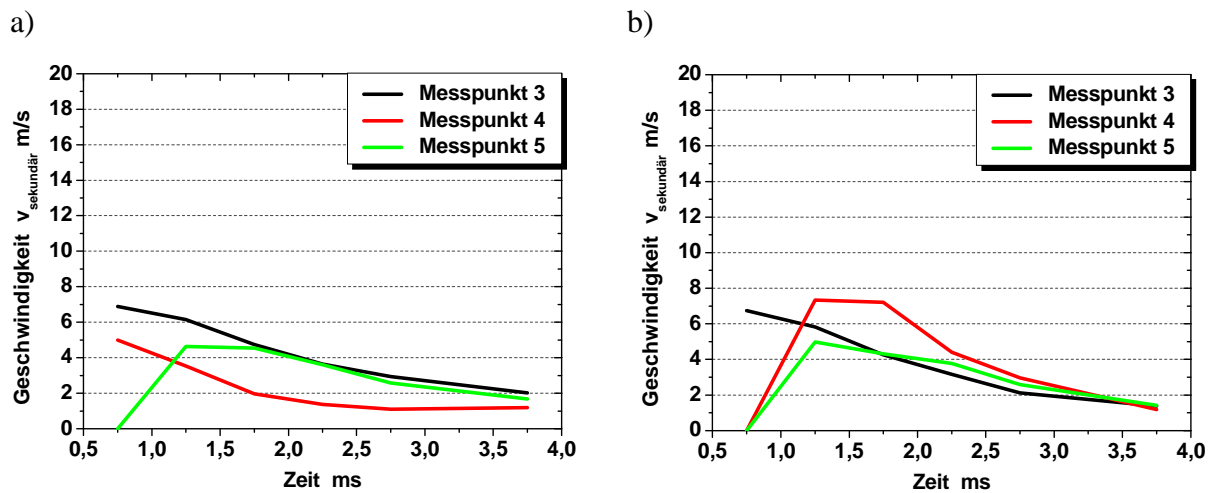 a)
Messpunkt 3
Messpunkt 4
Messpunkt 5
Geschwindigkeit v sekundär m/s
20
18
16
14
12
10
8
6
4
2
0
0,5 1,0 1,5 2,0 2,5 3,0 3,5 4,0
Zeit ms
b)
Messpunkt 3
Messpunkt 4
Messpunkt 5
Geschwindigkeit v sekundär m/s
20
18
16
14
12
10
8
6
4
2
0
0,5 1,0 1,5 2,0 2,5 3,0 3,5 4,0
Zeit ms